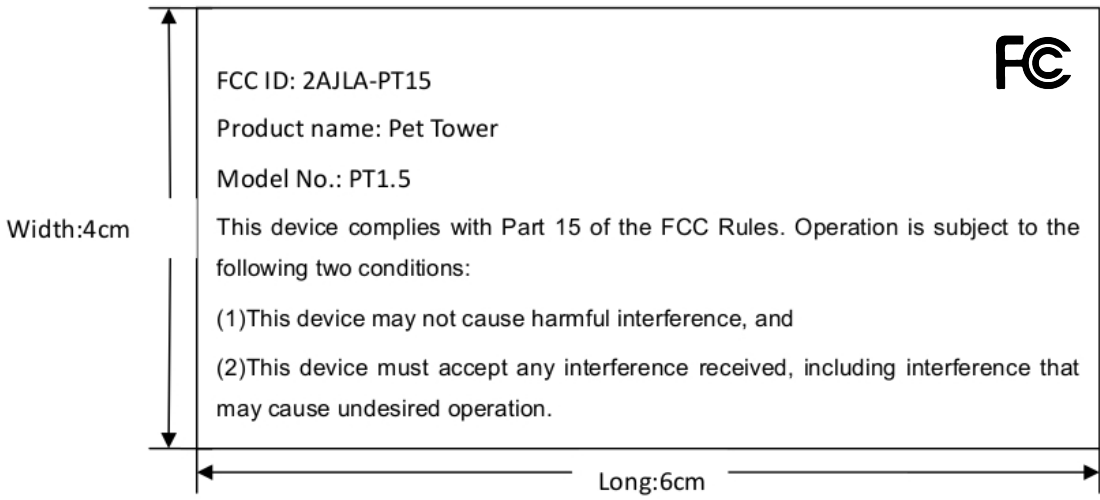 FC
FCC ID: 2AJLA-PT15
Product name: Pet Tower
Model No.: PT1.5
Width:4cm
This device complies with Part 15 of the FCC Rules. Operation is subject to the
following two conditions:
(1)This device may not cause harmful interference, and
(2)This device must accept any interference received, including interference that
may cause undesired operation.
Long:6cm